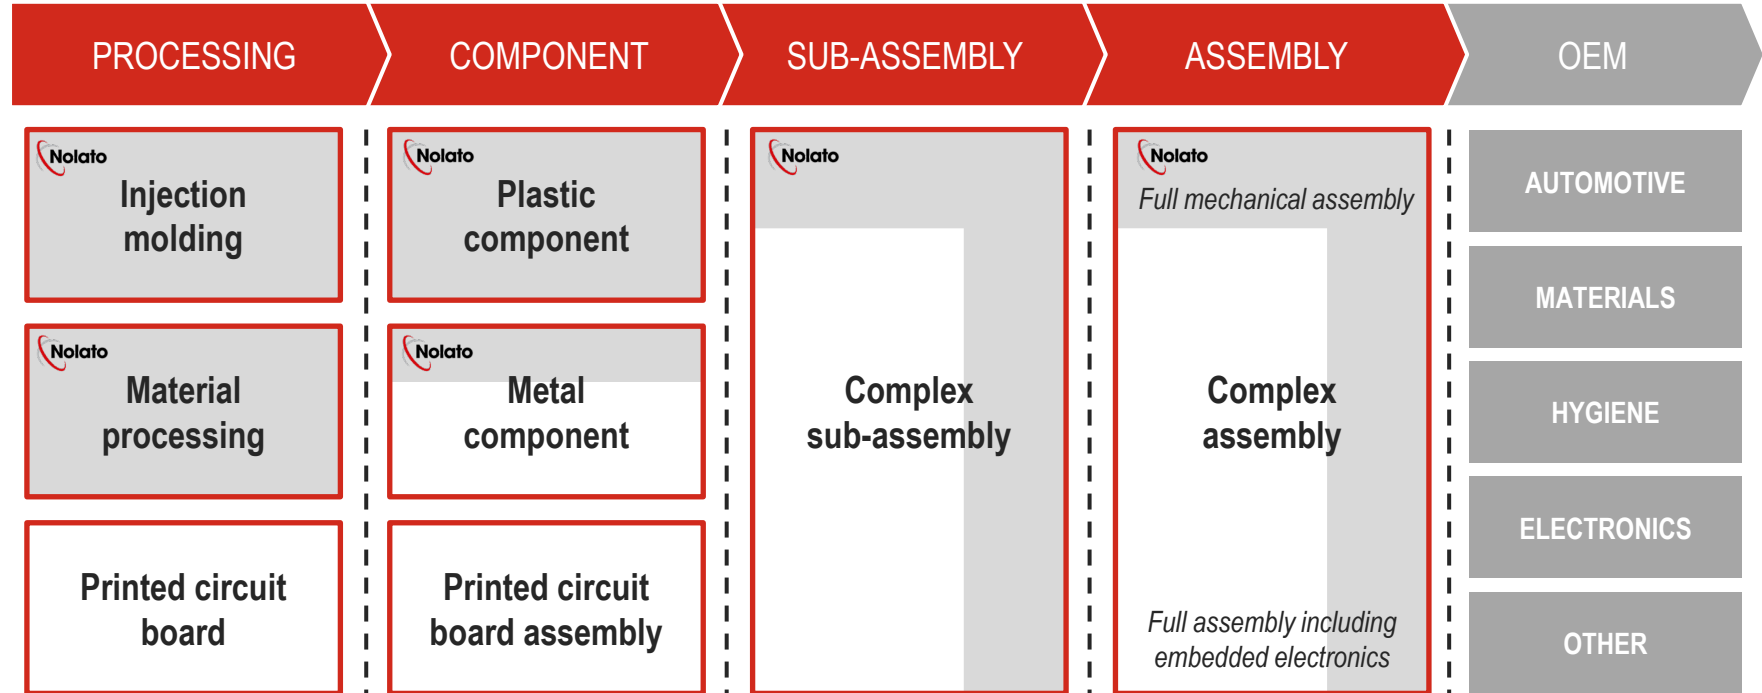 PROCESSING
COMPONENT
SUB-ASSEMBLY
ASSEMBLY
OEM
Nolato
Injection
molding
Nolato
Material
processing
Printed circuit
board
Nolato
Plastic
component
Nolato
Metal
component
Printed circuit
board assembly
Nolato
Complex
sub-assembly
Nolato
Full mechanical assembly
Complex
assembly
Full assembly including
embedded electronics
AUTOMOTIVE
MATERIALS
HYGIENE
ELECTRONICS
OTHER